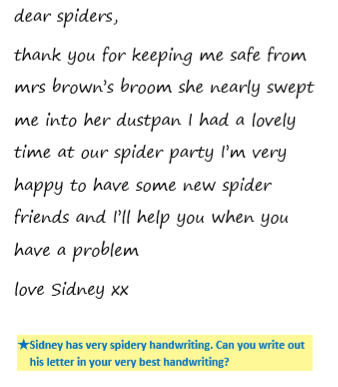 dear spiders,
thank you for keeping me safe from
mrs brown's broom she nearly swept
me into her dustpan I had a lovely
time at our spider party I'm very
happy to have some new spider
friends and I'll help you when you
have a problem
love Sidney xx
★Sidney has very spidery handwriting. Can you write out
his letter in your very best handwriting?